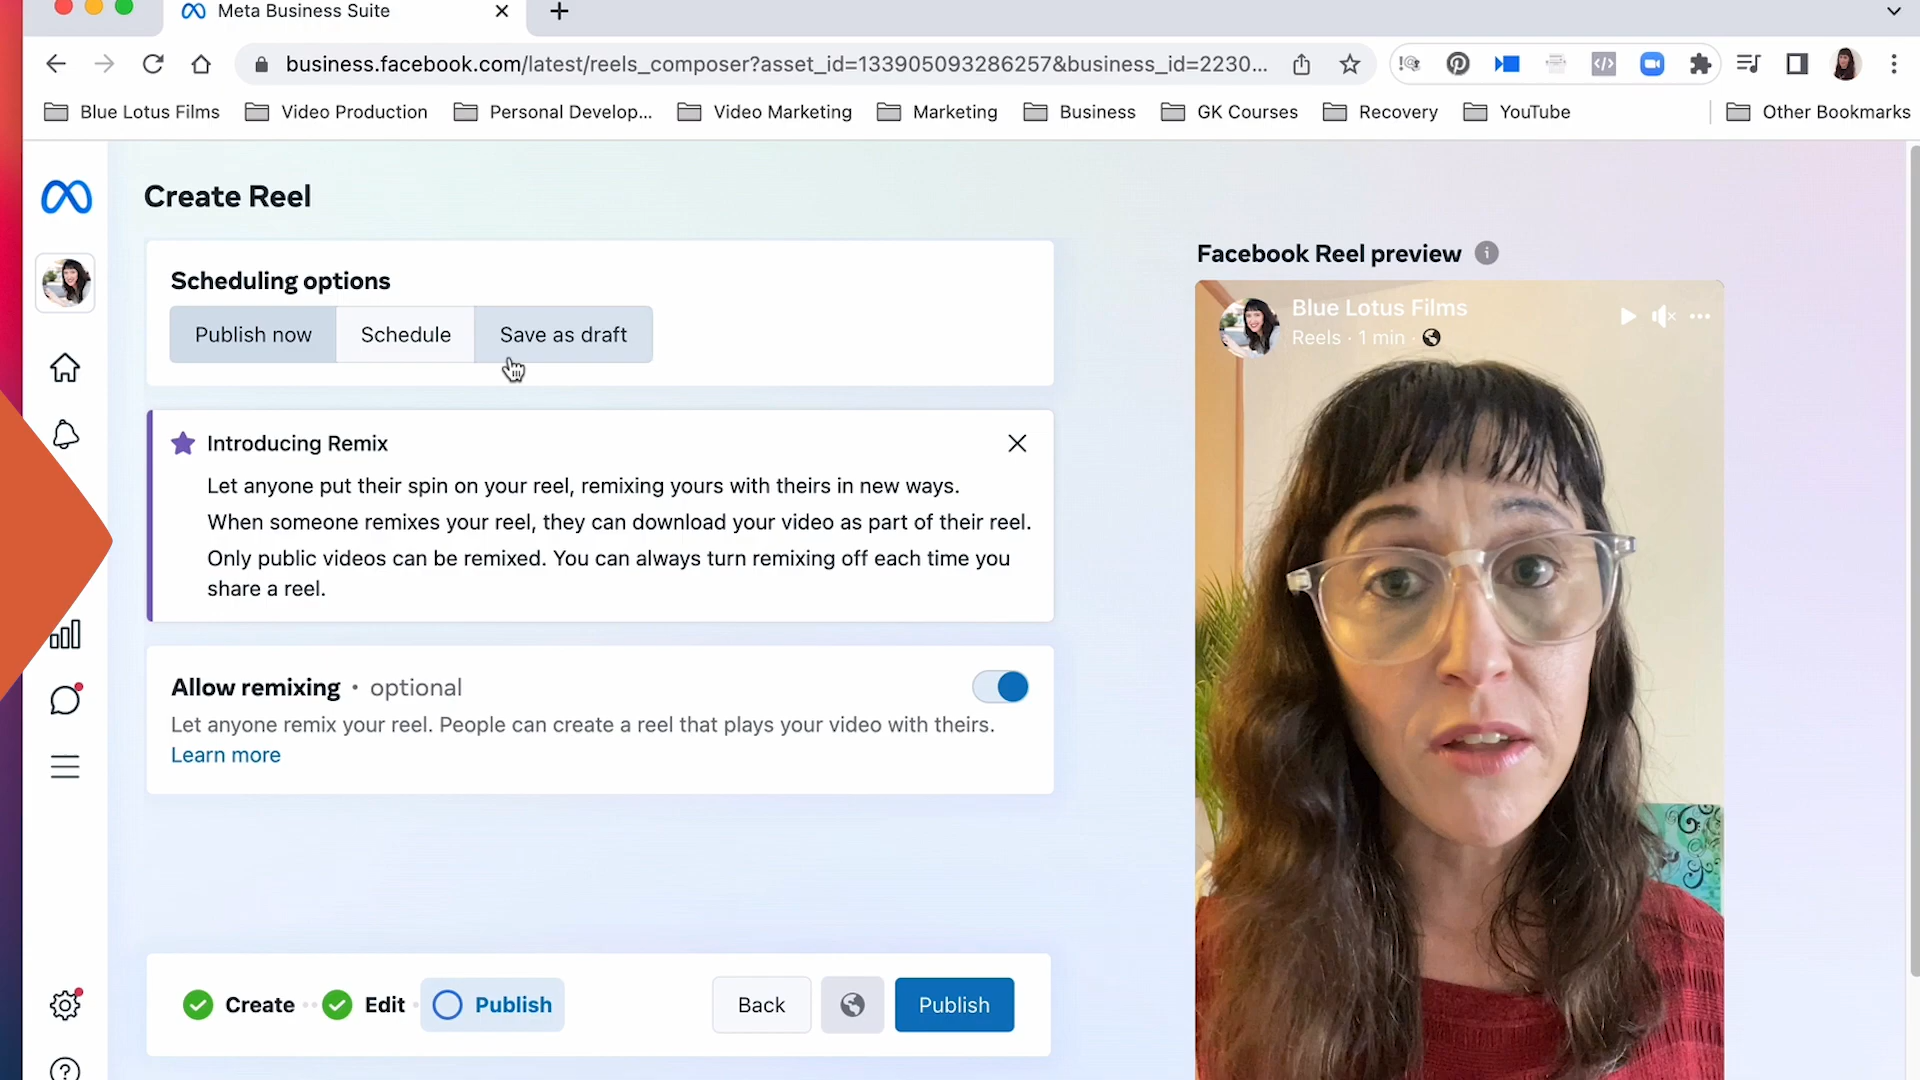 Meta Business Suite
business.facebook.com/latest/reels_composer?asset_id=133905093286257&business_id=2230...
Blue Lotus Films
Video Production
Personal Develop...
Video Marketing
Marketing
Business
GK Courses
Recovery
YouTube
Other Bookmarks
Create Reel
Scheduling options
Publish now
Schedule
Save as draft
Introducing Remix
Let anyone put their spin on your reel, remixing yours with theirs in new ways.
When someone remixes your reel, they can download your video as part of their reel.
Only public videos can be remixed. You can always turn remixing off each time you
share a reel.
Allow remixing • optional
Let anyone remix your reel. People can create a reel that plays your video with theirs.
Learn more
Create
Edit
Publish
Back
Publish
Facebook Reel preview
Blue Lotus Films
Reels · 1 min ·